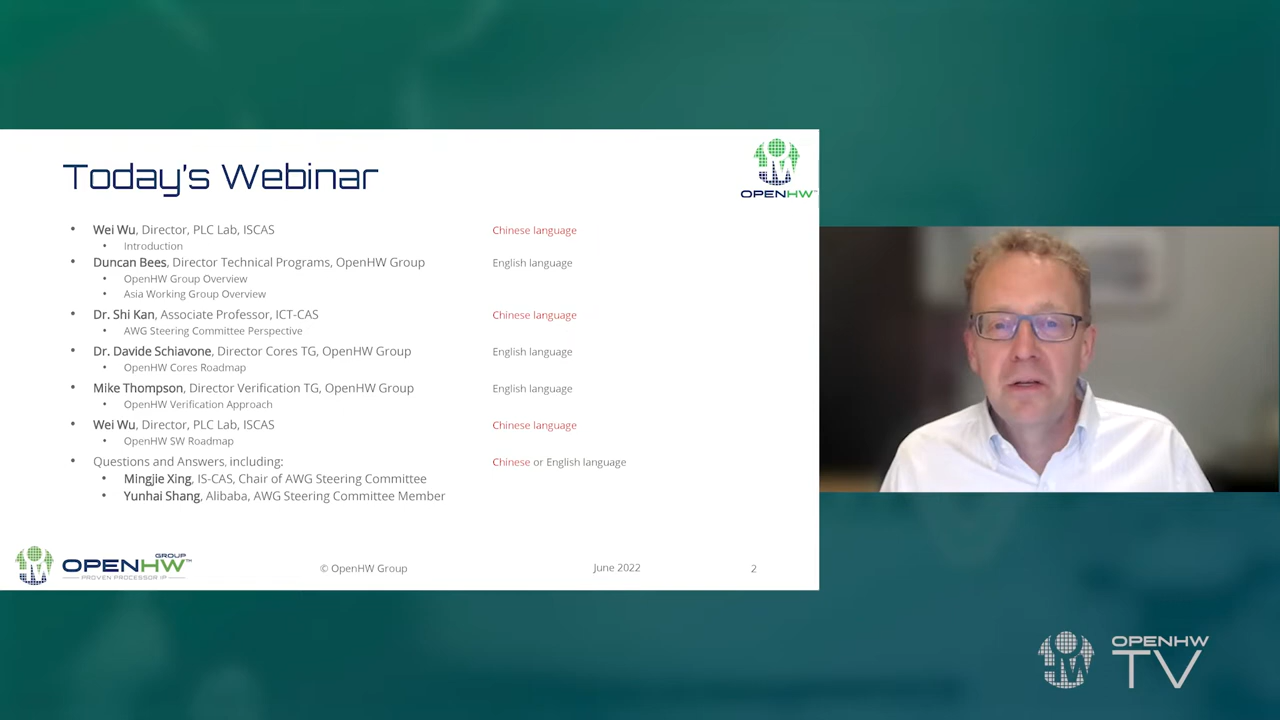 Today's Webinar
OPENHW
• Wei Wu, Director, PLC Lab, ISCAS Chinese language
• Introduction
• Duncan Bees, Director Technical Programs, OpenHW Group English language
• OpenHW Group Overview
• Asia Working Group Overview
• Dr. Shi Kan, Associate Professor, ICT-CAS Chinese language
• AWG Steering Committee Perspective
• Dr. Davide Schiavone, Director Cores TG, OpenHW Group English language
• OpenHW Cores Roadmap
• Mike Thompson, Director Verification TG, OpenHW Group English language
• OpenHW Verification Approach
• Wei Wu, Director, PLC Lab, ISCAS Chinese language
• OpenHW SW Roadmap
• Questions and Answers, including: Chinese or English language
• Mingjie Xing, IS-CAS, Chair of AWG Steering Committee
• Yunhai Shang, Alibaba, AWG Steering Committee Member
GROUP
OPENHW™
PROVEN PROCESSOR IP
© OpenHW Group June 2022 2
OPENHW
TV